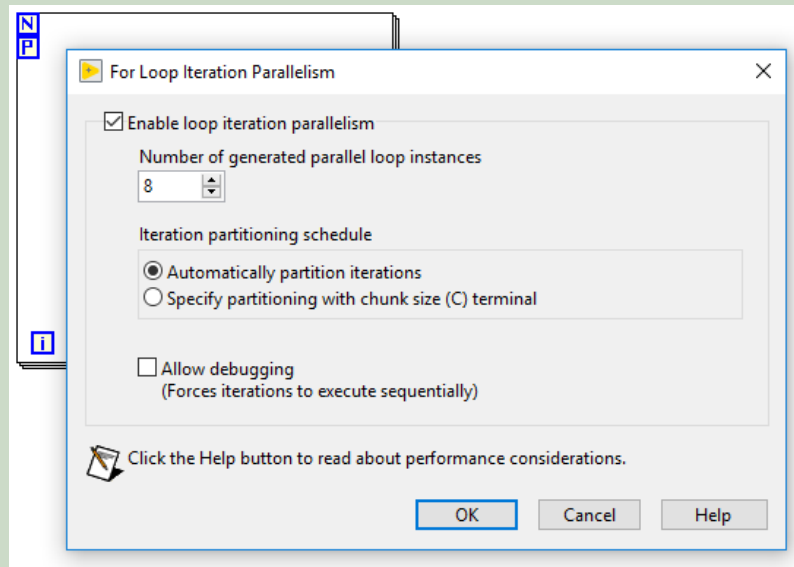 N
P
For Loop Iteration Parallelism
Enable loop iteration parallelism
Number of generated parallel loop instances
8
Iteration partitioning schedule
Automatically partition iterations
Specify partitioning with chunk size (C) terminal
i
Allow debugging
(Forces iterations to execute sequentially)
Click the Help button to read about performance considerations.
OK Cancel Help